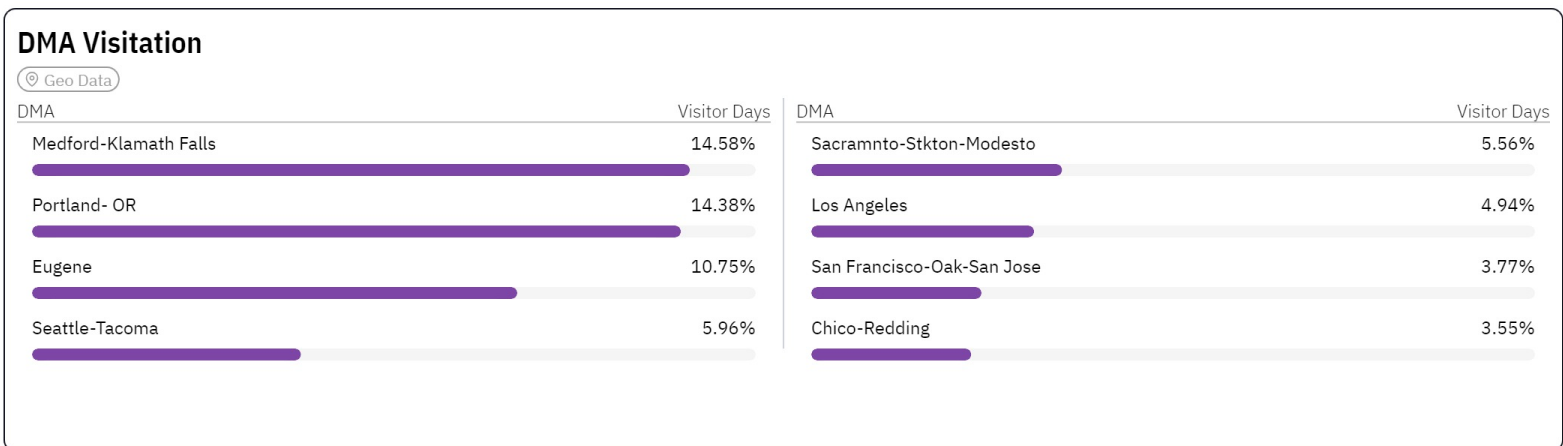 DMA Visitation
Geo Data
DMA Visitor Days
Medford-Klamath Falls 14.58%
Portland- OR 14.38%
Eugene 10.75%
Seattle-Tacoma 5.96%
DMA Visitor Days
Sacramnto-Stkton-Modesto 5.56%
Los Angeles 4.94%
San Francisco-Oak-San Jose 3.77%
Chico-Redding 3.55%